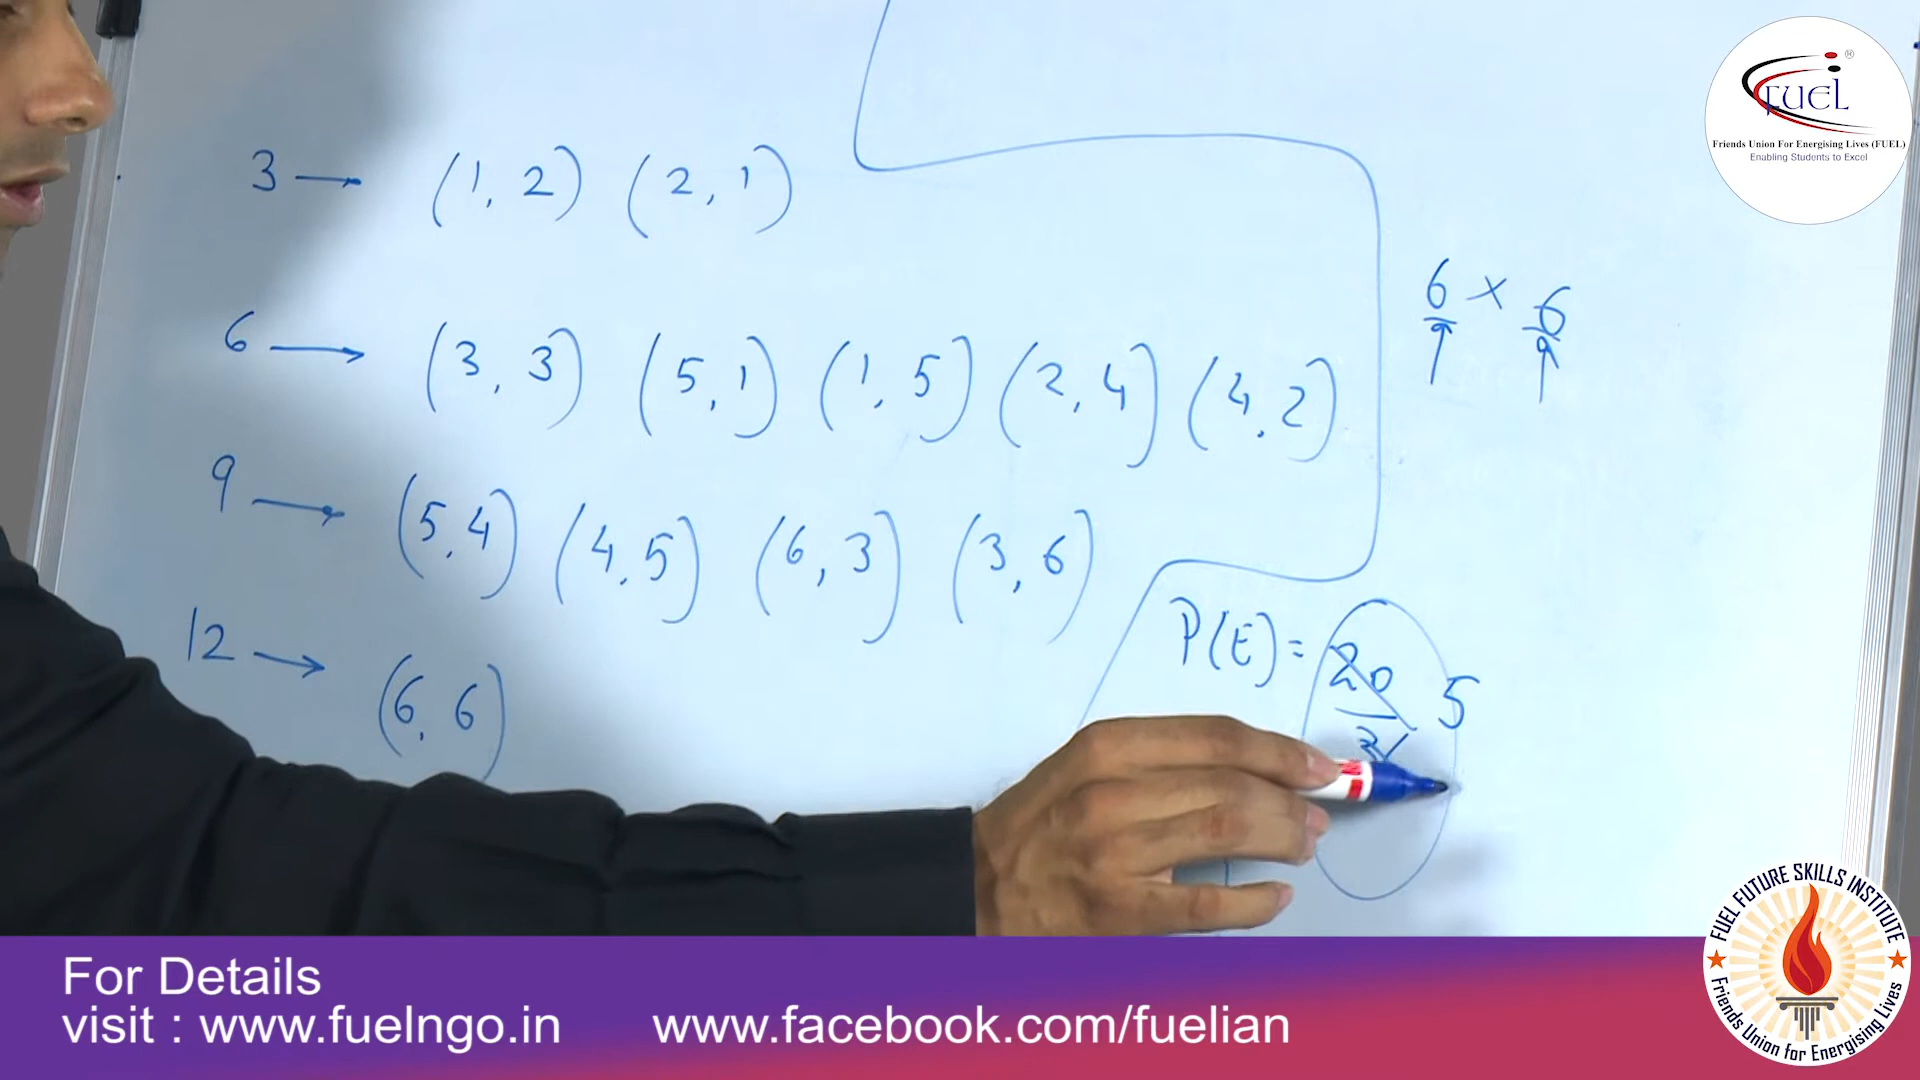 3 → (1, 2) (2, 1)
6 × 6
6 → (3, 3) (5, 1) (1, 5) (2, 4) (4, 2)
9 → (5, 4) (4, 5) (6, 3) (3, 6)
12 → (6, 6)
P(E) = 20 5
FUEL ®
Friends Union For Energising Lives (FUEL)
Enabling Students to Excel
FUEL FUTURE SKILLS INSTITUTE
Friends Union for Energising Lives
For Details
visit : www.fuelngo.in www.facebook.com/fuelian